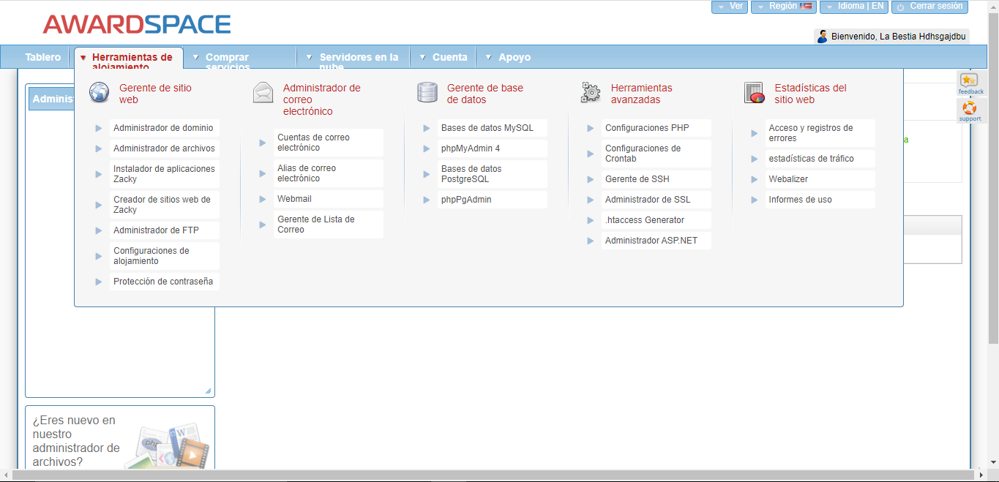 Ver
Región
Idioma | EN
Cerrar sesión
AWARDSPACE
Bienvenido, La Bestia Hdhsgajdbu
Tablero
Herramientas de
alojamiento
Comprar
servicios
Servidores en la
nube
Cuenta
Apoyo
feedback
support
Gerente de sitio
web
Administrador de dominio
Administrador de archivos
Instalador de aplicaciones
Zacky
Creador de sitios web de
Zacky
Administrador de FTP
Configuraciones de
alojamiento
Protección de contraseña
Administrador de
correo
electrónico
Cuentas de correo
electrónico
Alias de correo
electrónico
Webmail
Gerente de Lista de
Correo
Gerente de base
de datos
Bases de datos MySQL
phpMyAdmin 4
Bases de datos
PostgreSQL
phpPgAdmin
Herramientas
avanzadas
Configuraciones PHP
Configuraciones de
Crontab
Gerente de SSH
Administrador de SSL
.htaccess Generator
Administrador ASP.NET
Estadísticas del
sitio web
Acceso y registros de
errores
estadísticas de tráfico
Webalizer
Informes de uso
¿Eres nuevo en
nuestro
administrador de
archivos?
php
W